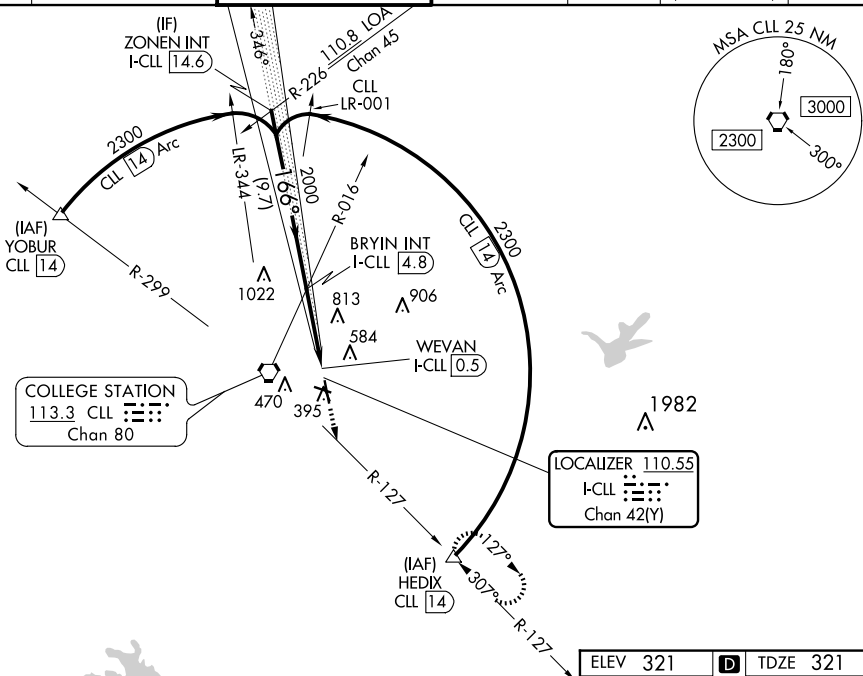 (IF)
ZONEN INT
I-CLL 14.6
346°
R-226 110.8 LOA
Chan 45
CLL
LR-001
MSA CLL 25 NM
180°
3000
2300
300°
2300
CLL 14 Arc
LR-344
(9.7)
166°
2000
R-016
2300
CLL 14 Arc
(IAF)
YOBUR
CLL 14
R-299
BRYIN INT
I-CLL 4.8
1022
813
906
584
WEVAN
I-CLL 0.5
COLLEGE STATION
113.3 CLL
Chan 80
470
395
1982
LOCALIZER 110.55
I-CLL
Chan 42(Y)
R-127
(IAF)
HEDIX
CLL 14
127°
307°
R-127
ELEV 321 D TDZE 321